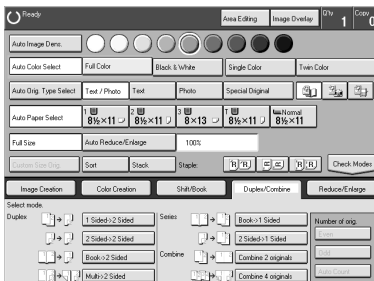 Ready Area Editing Image Overlay Q'ty 1 Copy 0
Auto Image Dens.
Auto Color Select Full Color Black & White Single Color Twin Color
Auto Orig. Type Select Text / Photo Text Photo Special Original
Auto Paper Select 1 8½×11 2 8½×11 3 8×13 T 8½×11 Normal 8½×11
Full Size Auto Reduce/Enlarge 100%
Custom Size Orig. Sort Stack Staple: Check Modes
Image Creation Color Creation Shift/Book Duplex/Combine Reduce/Enlarge
Select mode.
Duplex 1 Sided->2 Sided Series Book->1 Sided Number of orig.
2 Sided->2 Sided 2 Sided->1 Sided Even
Book->2 Sided Combine Combine 2 originals Odd
Multi->2 Sided Combine 4 originals Auto Count